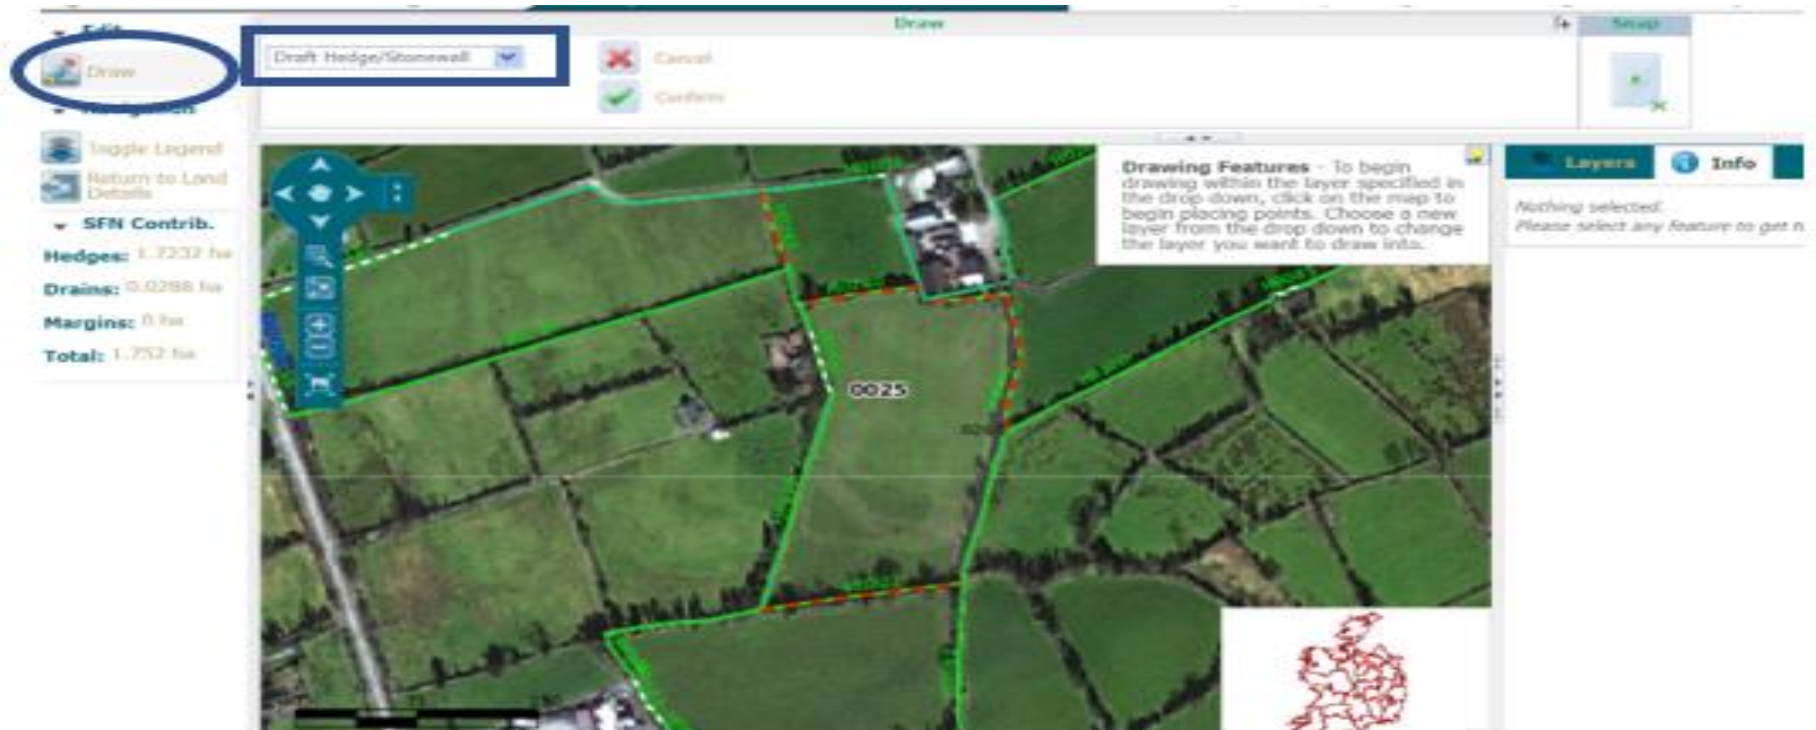 Draw
Snap
Edit
Draw
Draft Hedge/Stonewall
Cancel
Confirm
Navigation
Toggle Legend
Return to Land
Details
SFN Contrib.
Hedges: 1.7232 ha
Drains: 0.0288 ha
Margins: 0 ha
Total: 1.752 ha
Drawing Features - To begin
drawing within the layer specified in
the drop down, click on the map to
begin placing points. Choose a new
layer from the drop down to change
the layer you want to draw into.
Layers
Info
Nothing selected.
Please select any feature to get
0025